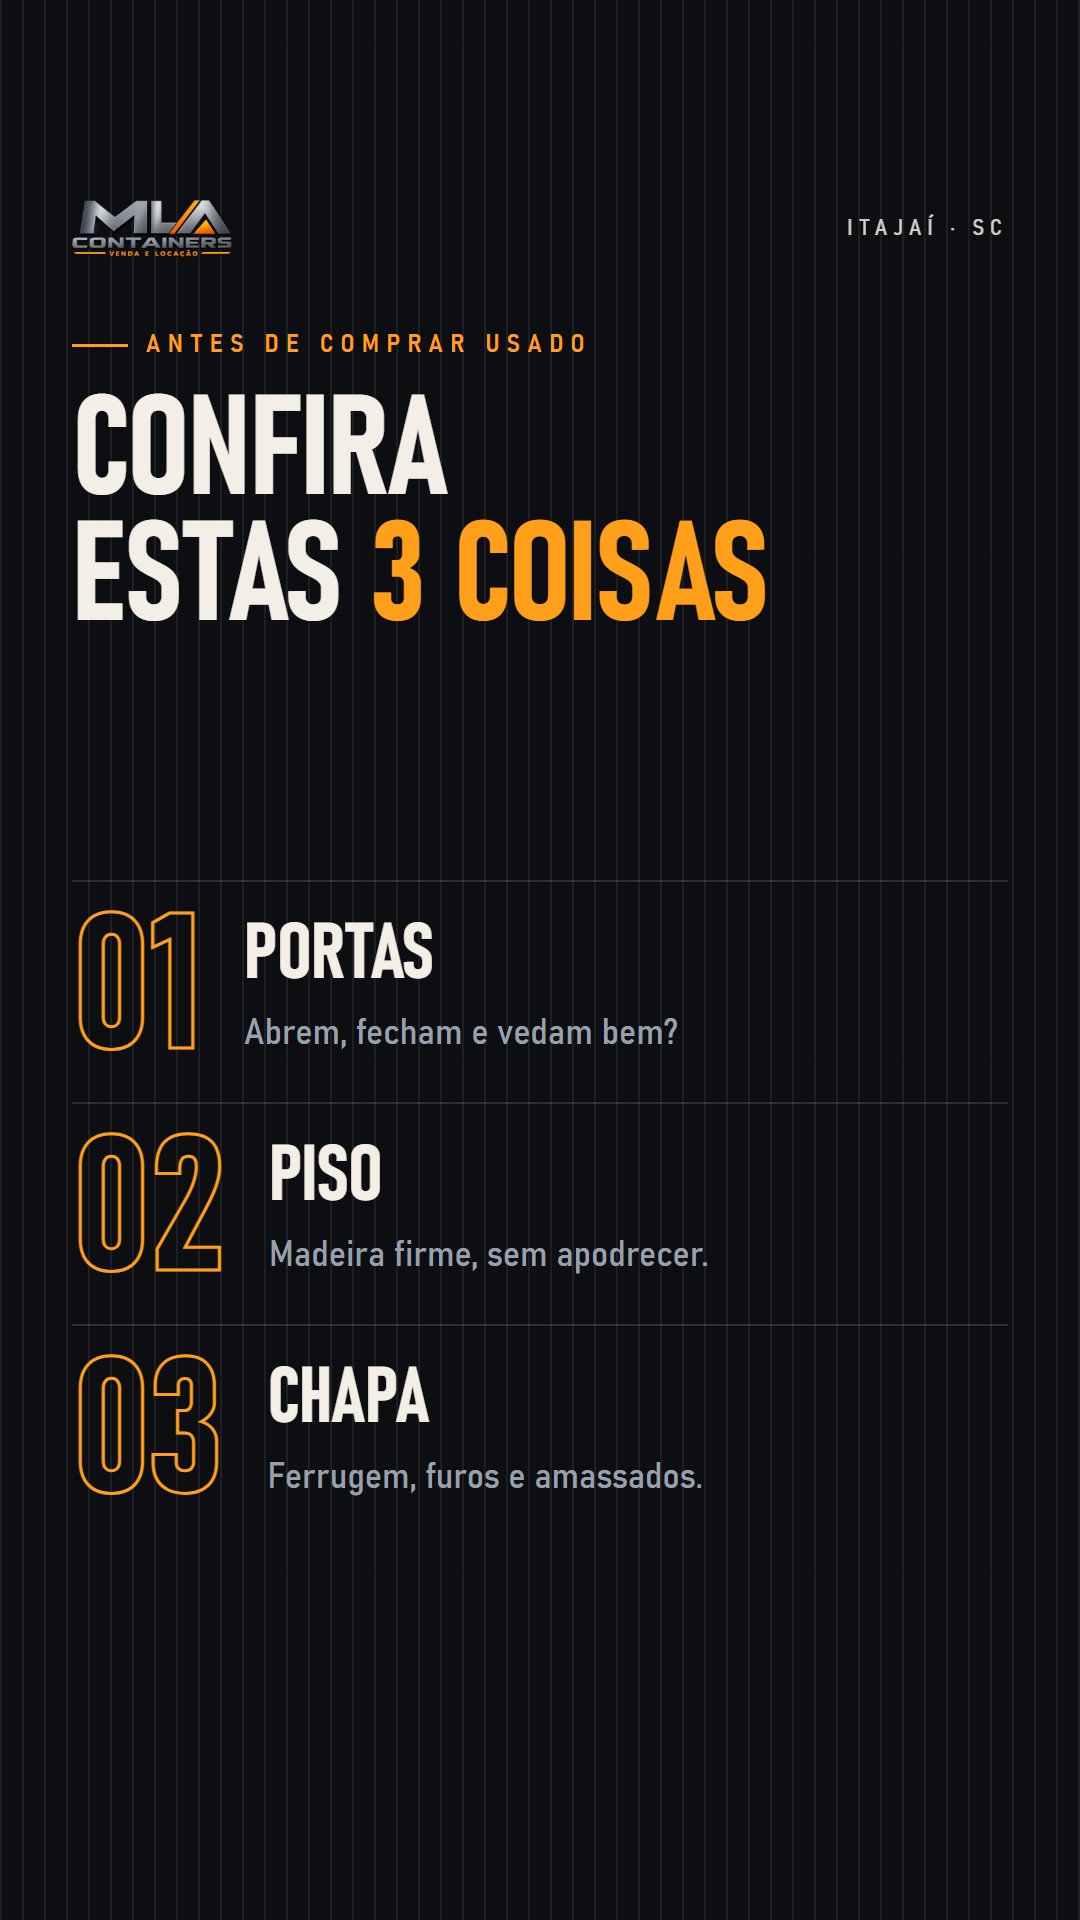 MLA
CONTAINERS
VENDA E LOCAÇÃO
ITAJAÍ · SC
ANTES DE COMPRAR USADO
CONFIRA
ESTAS 3 COISAS
01
PORTAS
Abrem, fecham e vedam bem?
02
PISO
Madeira firme, sem apodrecer.
03
CHAPA
Ferrugem, furos e amassados.